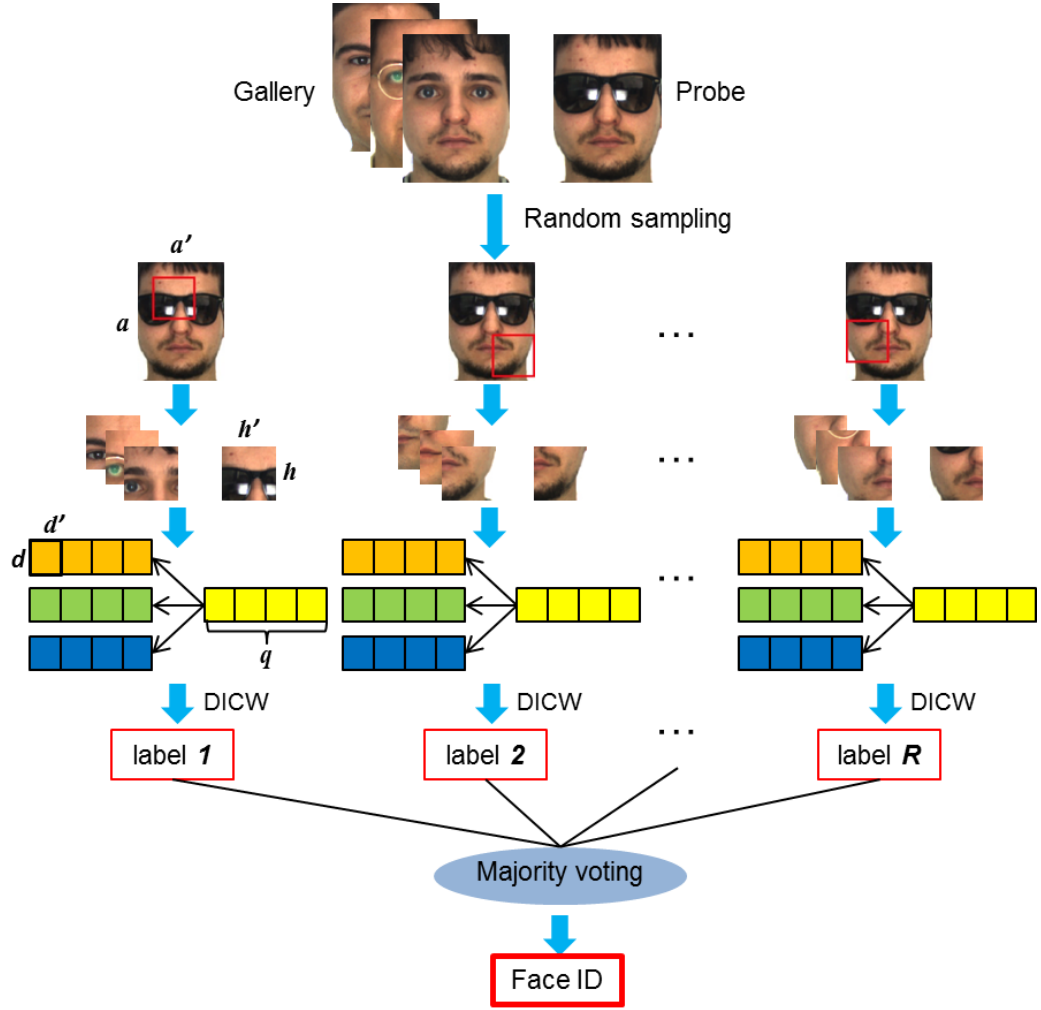 Gallery
Probe
Random sampling
a′
a
...
h′
h
...
d′
d
q
...
DICW
DICW
DICW
...
label 1
label 2
label R
Majority voting
Face ID